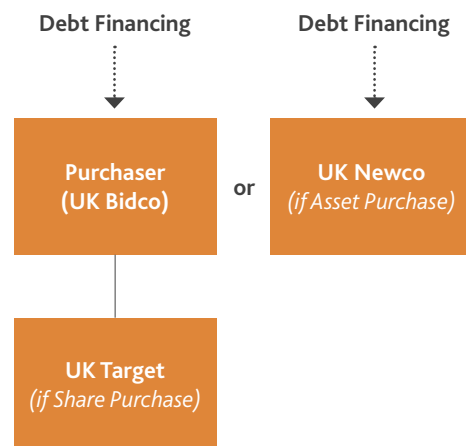 Debt Financing
Debt Financing
Purchaser
(UK Bidco)
or
UK Newco
(if Asset Purchase)
UK Target
(if Share Purchase)